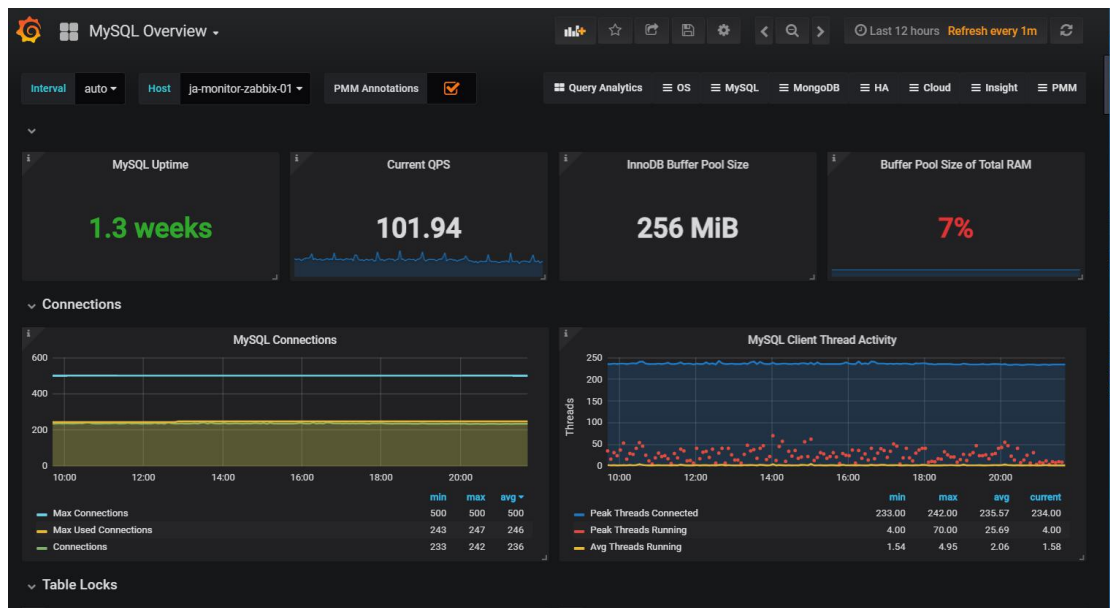 MySQL Overview
Last 12 hours Refresh every 1m
Interval auto Host ja-monitor-zabbix-01 PMM Annotations
Query Analytics OS MySQL MongoDB HA Cloud Insight PMM
MySQL Uptime
1.3 weeks
Current QPS
101.94
InnoDB Buffer Pool Size
256 MiB
Buffer Pool Size of Total RAM
7%
Connections
MySQL Connections
600
400
200
0
10:00 12:00 14:00 16:00 18:00 20:00
min max avg
Max Connections 500 500 500
Max Used Connections 243 247 246
Connections 233 242 236
MySQL Client Thread Activity
Threads
250
200
150
100
50
0
10:00 12:00 14:00 16:00 18:00 20:00
min max avg current
Peak Threads Connected 233.00 242.00 235.57 234.00
Peak Threads Running 4.00 70.00 25.69 4.00
Avg Threads Running 1.54 4.95 2.06 1.58
Table Locks